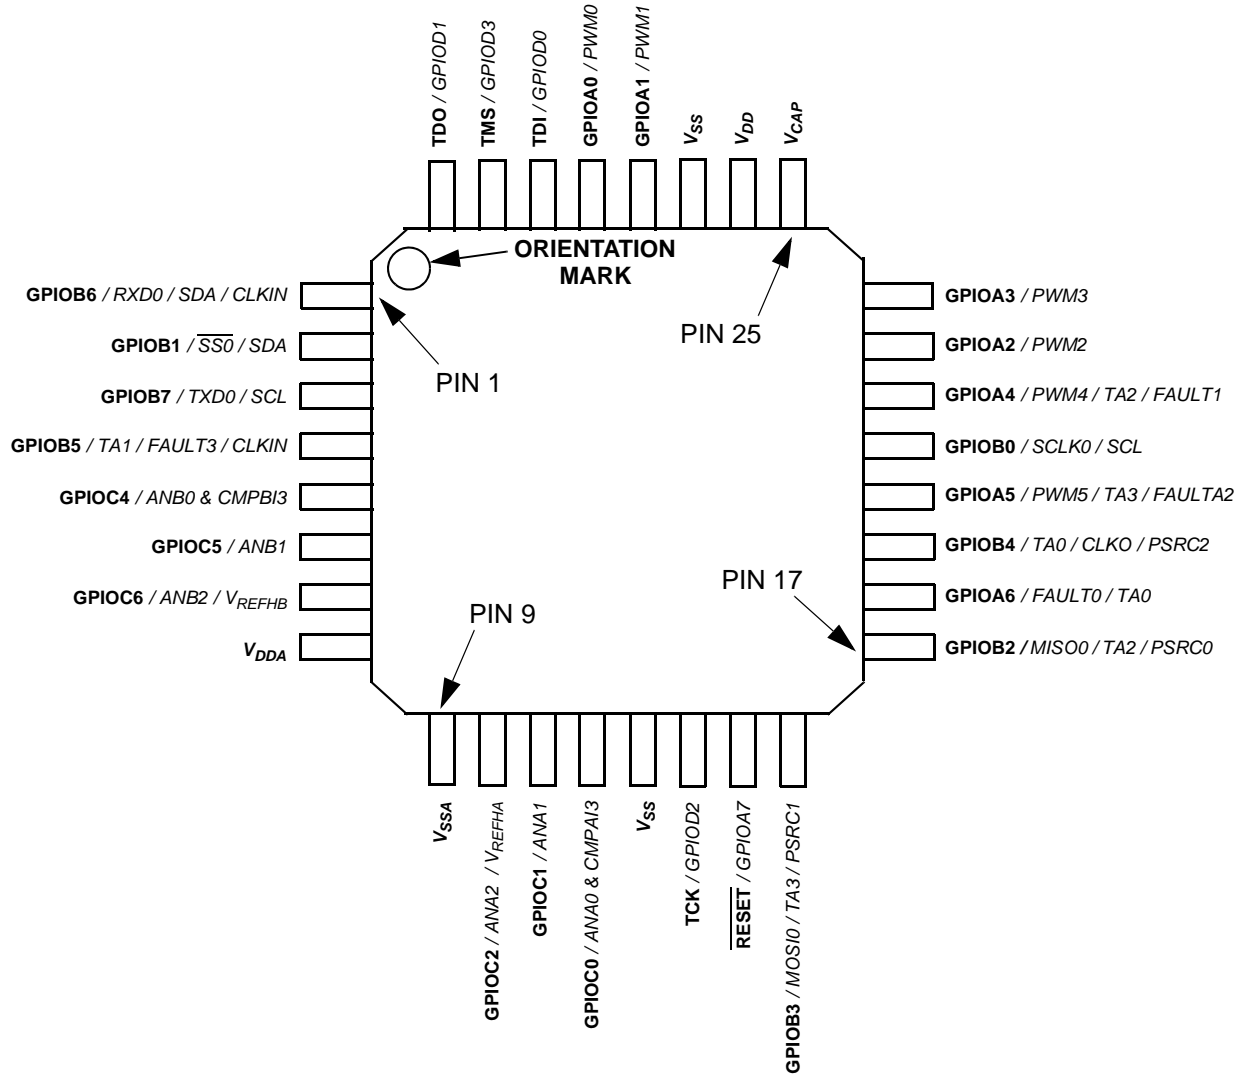 TDO / GPIOD1
TMS / GPIOD3
TDI / GPIOD0
GPIOA0 / PWM0
GPIOA1 / PWM1
VSS
VDD
VCAP
ORIENTATION
MARK
PIN 25
PIN 1
GPIOB6 / RXD0 / SDA / CLKIN
GPIOB1 / SS0 / SDA
GPIOB7 / TXD0 / SCL
GPIOB5 / TA1 / FAULT3 / CLKIN
GPIOC4 / ANB0 & CMPBI3
GPIOC5 / ANB1
GPIOC6 / ANB2 / VREFHB
VDDA
GPIOA3 / PWM3
GPIOA2 / PWM2
GPIOA4 / PWM4 / TA2 / FAULT1
GPIOB0 / SCLK0 / SCL
GPIOA5 / PWM5 / TA3 / FAULTA2
GPIOB4 / TA0 / CLKO / PSRC2
GPIOA6 / FAULT0 / TA0
GPIOB2 / MISO0 / TA2 / PSRC0
PIN 17
PIN 9
VSSA
GPIOC2 / ANA2 / VREFHA
GPIOC1 / ANA1
GPIOC0 / ANA0 & CMPAI3
VSS
TCK / GPIOD2
RESET / GPIOA7
GPIOB3 / MOSI0 / TA3 / PSRC1